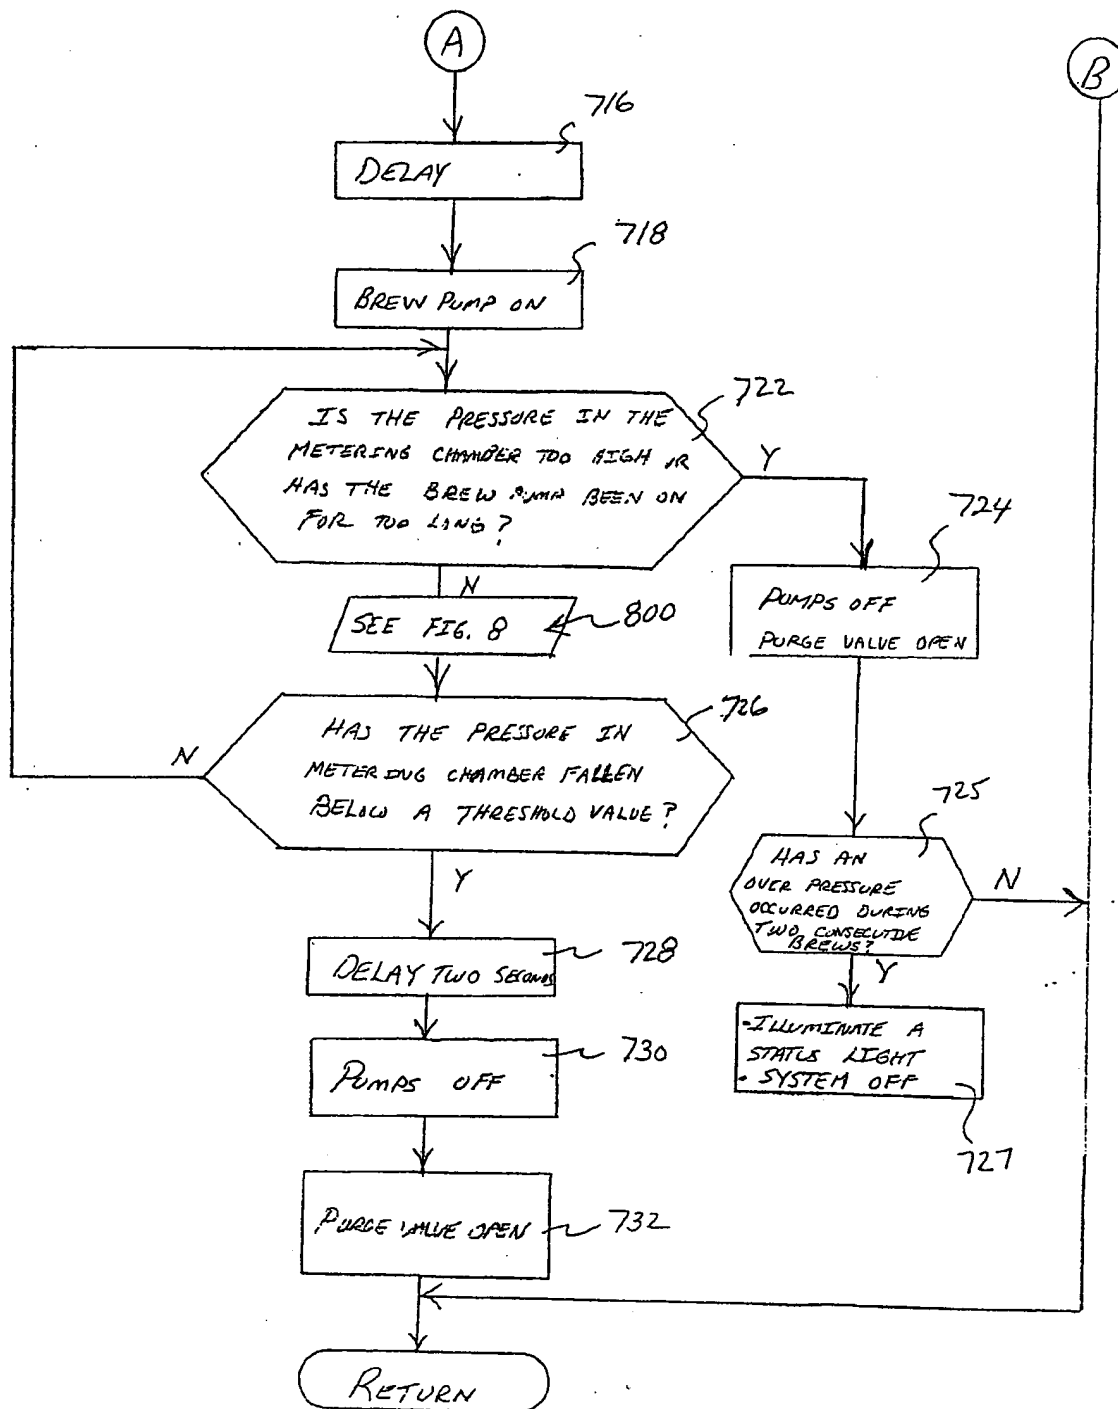 A
B
716
DELAY
718
BREW PUMP ON
722
IS THE PRESSURE IN THE
METERING CHAMBER TOO HIGH OR
HAS THE BREW PUMP BEEN ON
FOR TOO LONG?
Y
N
724
PUMPS OFF
PURGE VALUE OPEN
SEE FIG. 8
800
726
HAS THE PRESSURE IN
METERING CHAMBER FALLEN
BELOW A THRESHOLD VALUE?
N
Y
725
HAS AN
OVER PRESSURE
OCCURRED DURING
TWO CONSECUTIVE
BREWS?
N
Y
728
DELAY TWO SECONDS
727
-ILLUMINATE A
STATUS LIGHT
- SYSTEM OFF
730
PUMPS OFF
732
PURGE VALUE OPEN
RETURN